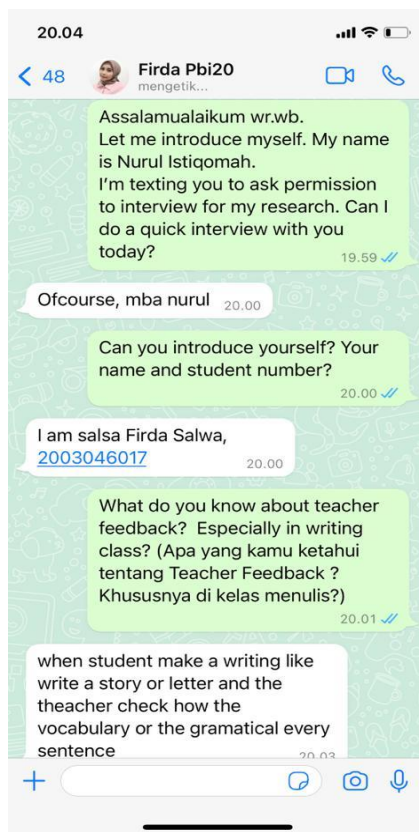 20.04
48
Firda Pbi20
mengetik...
Assalamualaikum wr.wb.
Let me introduce myself. My name
is Nurul Istiqomah.
I'm texting you to ask permission
to interview for my research. Can I
do a quick interview with you
today?
19.59
Ofcourse, mba nurul
20.00
Can you introduce yourself? Your
name and student number?
20.00
I am salsa Firda Salwa,
2003046017
20.00
What do you know about teacher
feedback?  Especially in writing
class? (Apa yang kamu ketahui
tentang Teacher Feedback ?
Khususnya di kelas menulis?)
20.01
when student make a writing like
write a story or letter and the
theacher check how the
vocabulary or the gramatical every
sentence
20.03